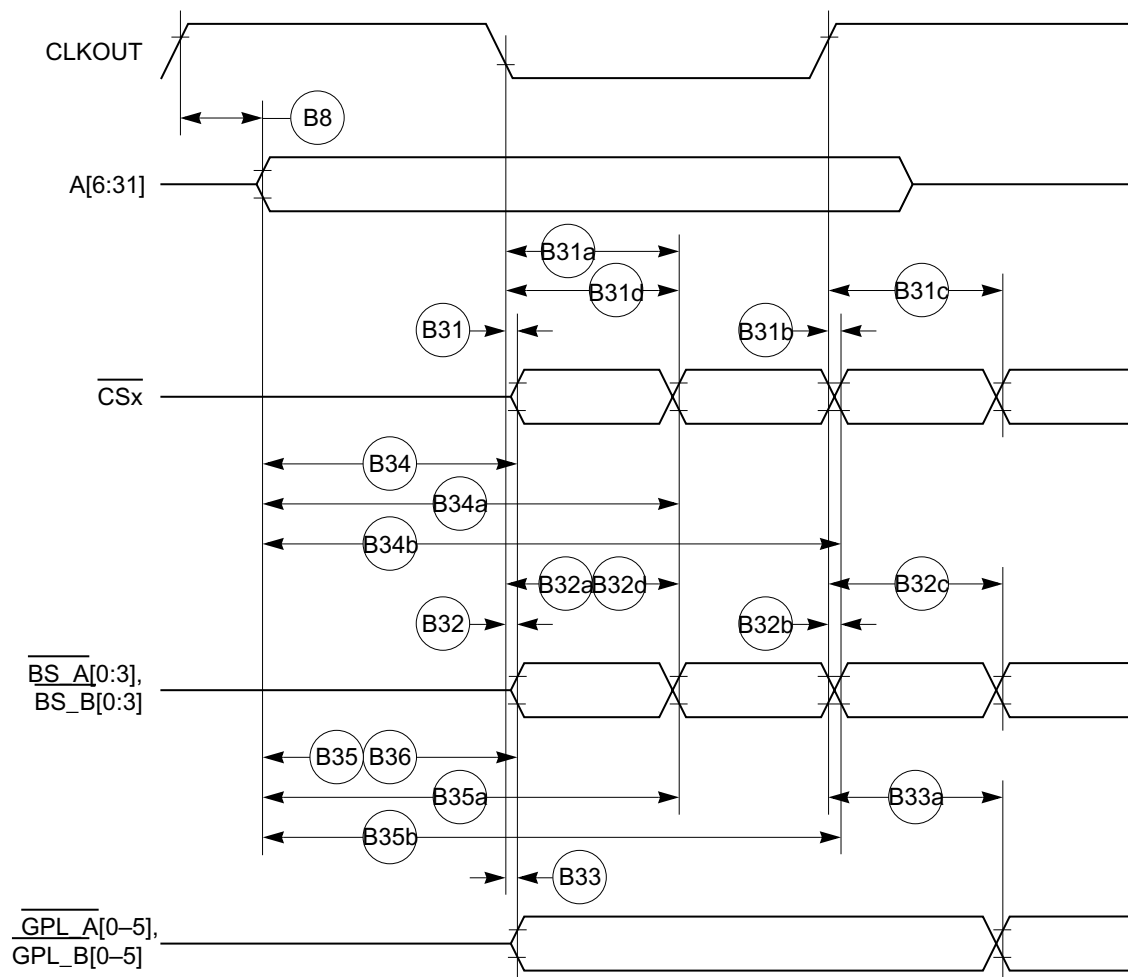 CLKOUT
B8
A[6:31]
B31a
B31d
B31c
B31
B31b
CSx
B34
B34a
B34b
B32a B32d
B32c
B32
B32b
BS_A[0:3],
BS_B[0:3]
B35 B36
B35a
B33a
B35b
B33
GPL_A[0–5],
GPL_B[0–5]